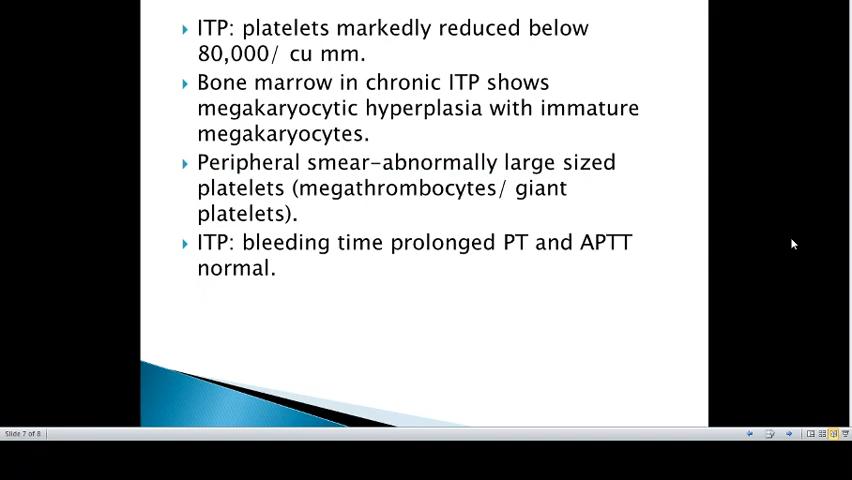 ITP: platelets markedly reduced below
80,000/ cu mm.
Bone marrow in chronic ITP shows
megakaryocytic hyperplasia with immature
megakaryocytes.
Peripheral smear-abnormally large sized
platelets (megathrombocytes/ giant
platelets).
ITP: bleeding time prolonged PT and APTT
normal.
Slide 7 of 8